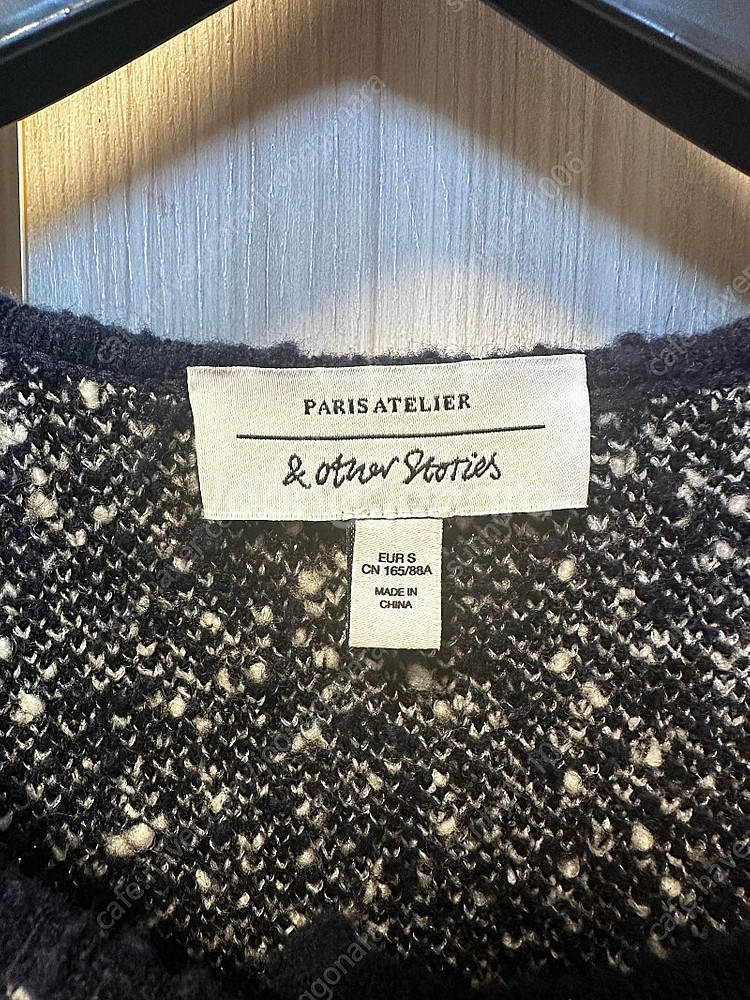 PARIS ATELIER
& other Stories
EUR S
CN 165/88A
MADE IN
CHINA